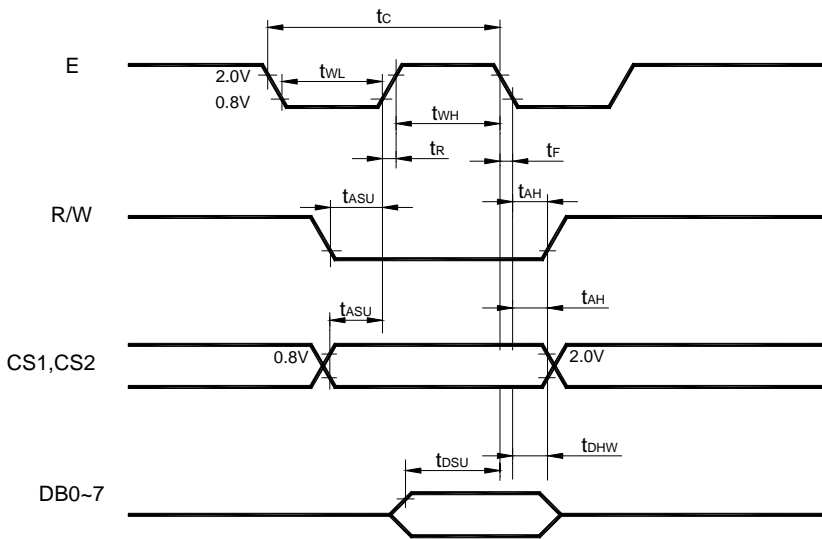 tC
E
2.0V
tWL
0.8V
tWH
tR
tF
tASU
tAH
R/W
tASU
tAH
0.8V
2.0V
CS1,CS2
tDSU
tDHW
DB0~7